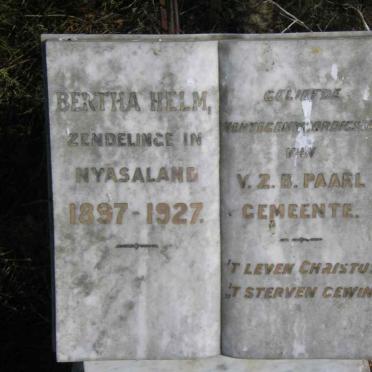 BERTHA HELM,
ZENDELINGE IN
NYASALAND
1897-1927.
GELIEFDE
VAN
V. Z. B. PAARL
GEMEENTE.
'T LEVEN CHRISTUS
'T STERVEN GEWIN